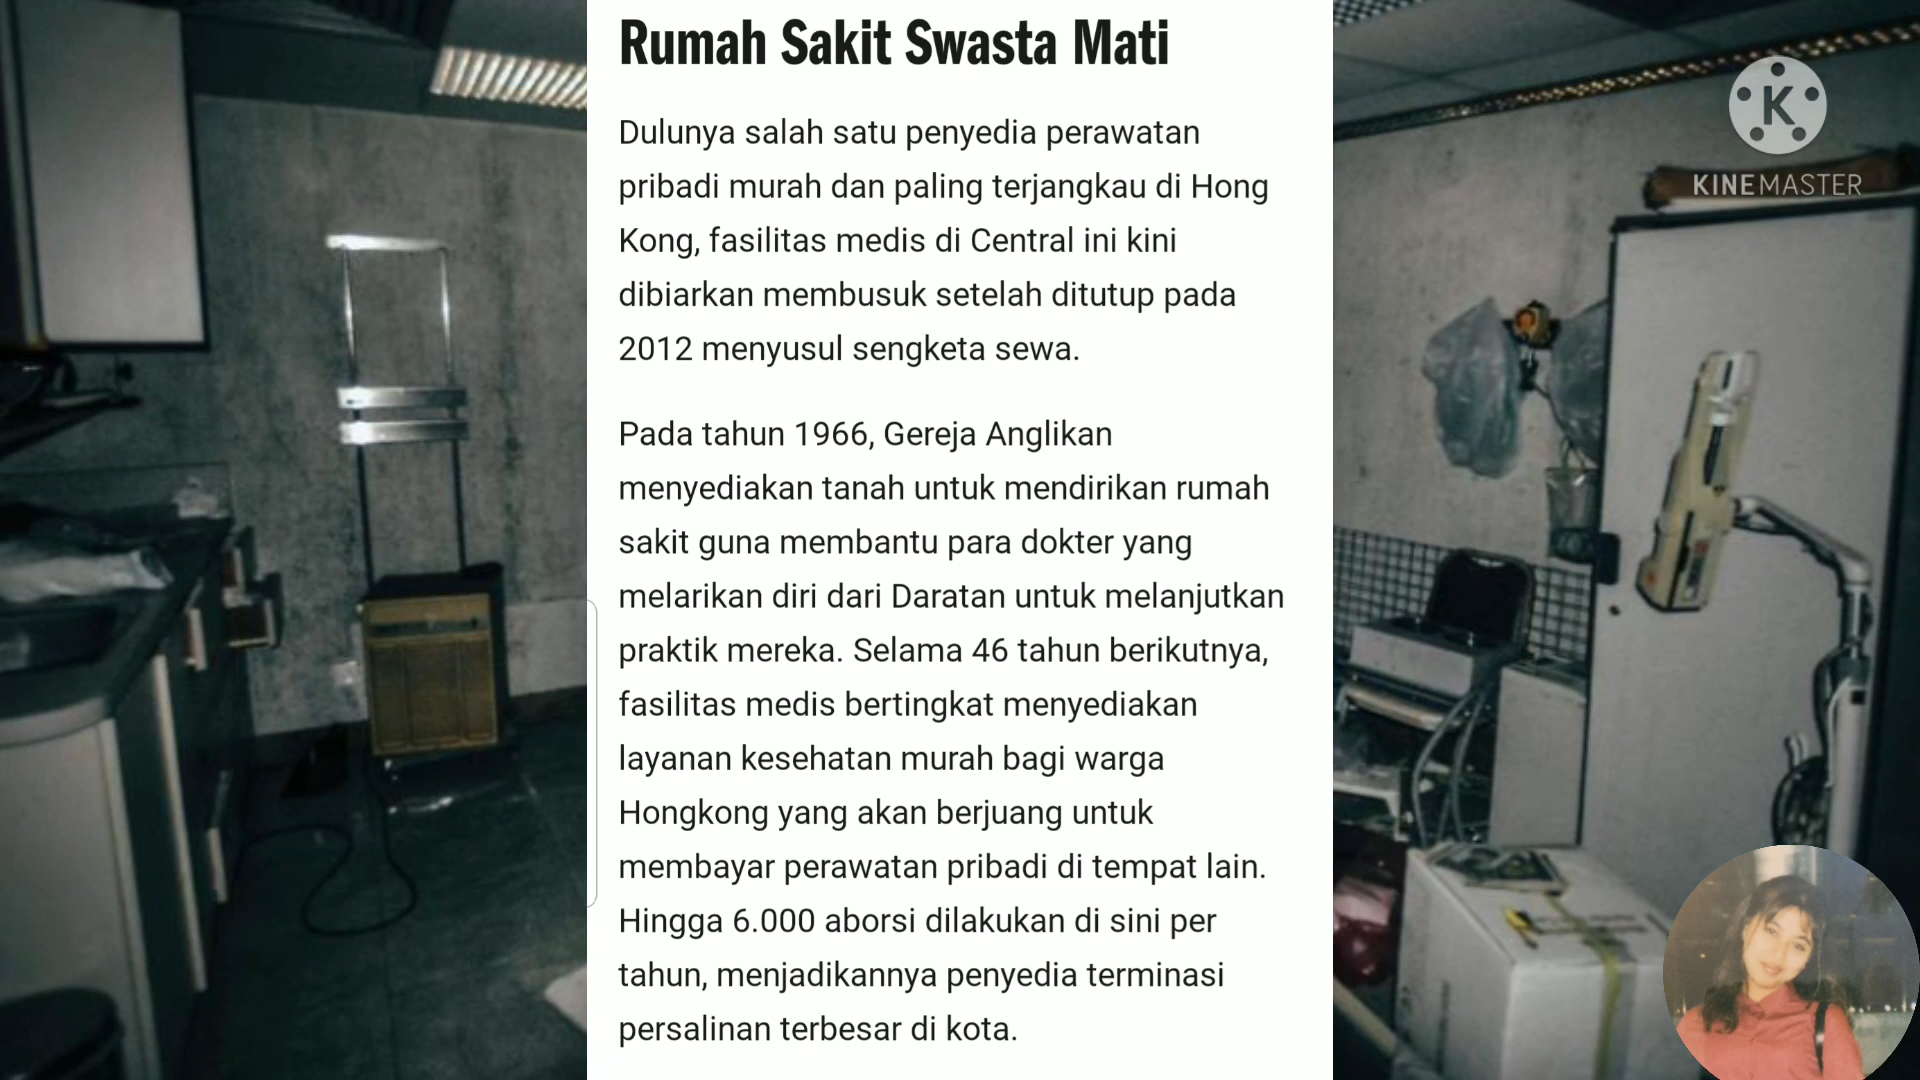 Rumah Sakit Swasta Mati
Dulunya salah satu penyedia perawatan
pribadi murah dan paling terjangkau di Hong
Kong, fasilitas medis di Central ini kini
dibiarkan membusuk setelah ditutup pada
2012 menyusul sengketa sewa.
Pada tahun 1966, Gereja Anglikan
menyediakan tanah untuk mendirikan rumah
sakit guna membantu para dokter yang
melarikan diri dari Daratan untuk melanjutkan
praktik mereka. Selama 46 tahun berikutnya,
fasilitas medis bertingkat menyediakan
layanan kesehatan murah bagi warga
Hongkong yang akan berjuang untuk
membayar perawatan pribadi di tempat lain.
Hingga 6.000 aborsi dilakukan di sini per
tahun, menjadikannya penyedia terminasi
persalinan terbesar di kota.
K
KINEMASTER